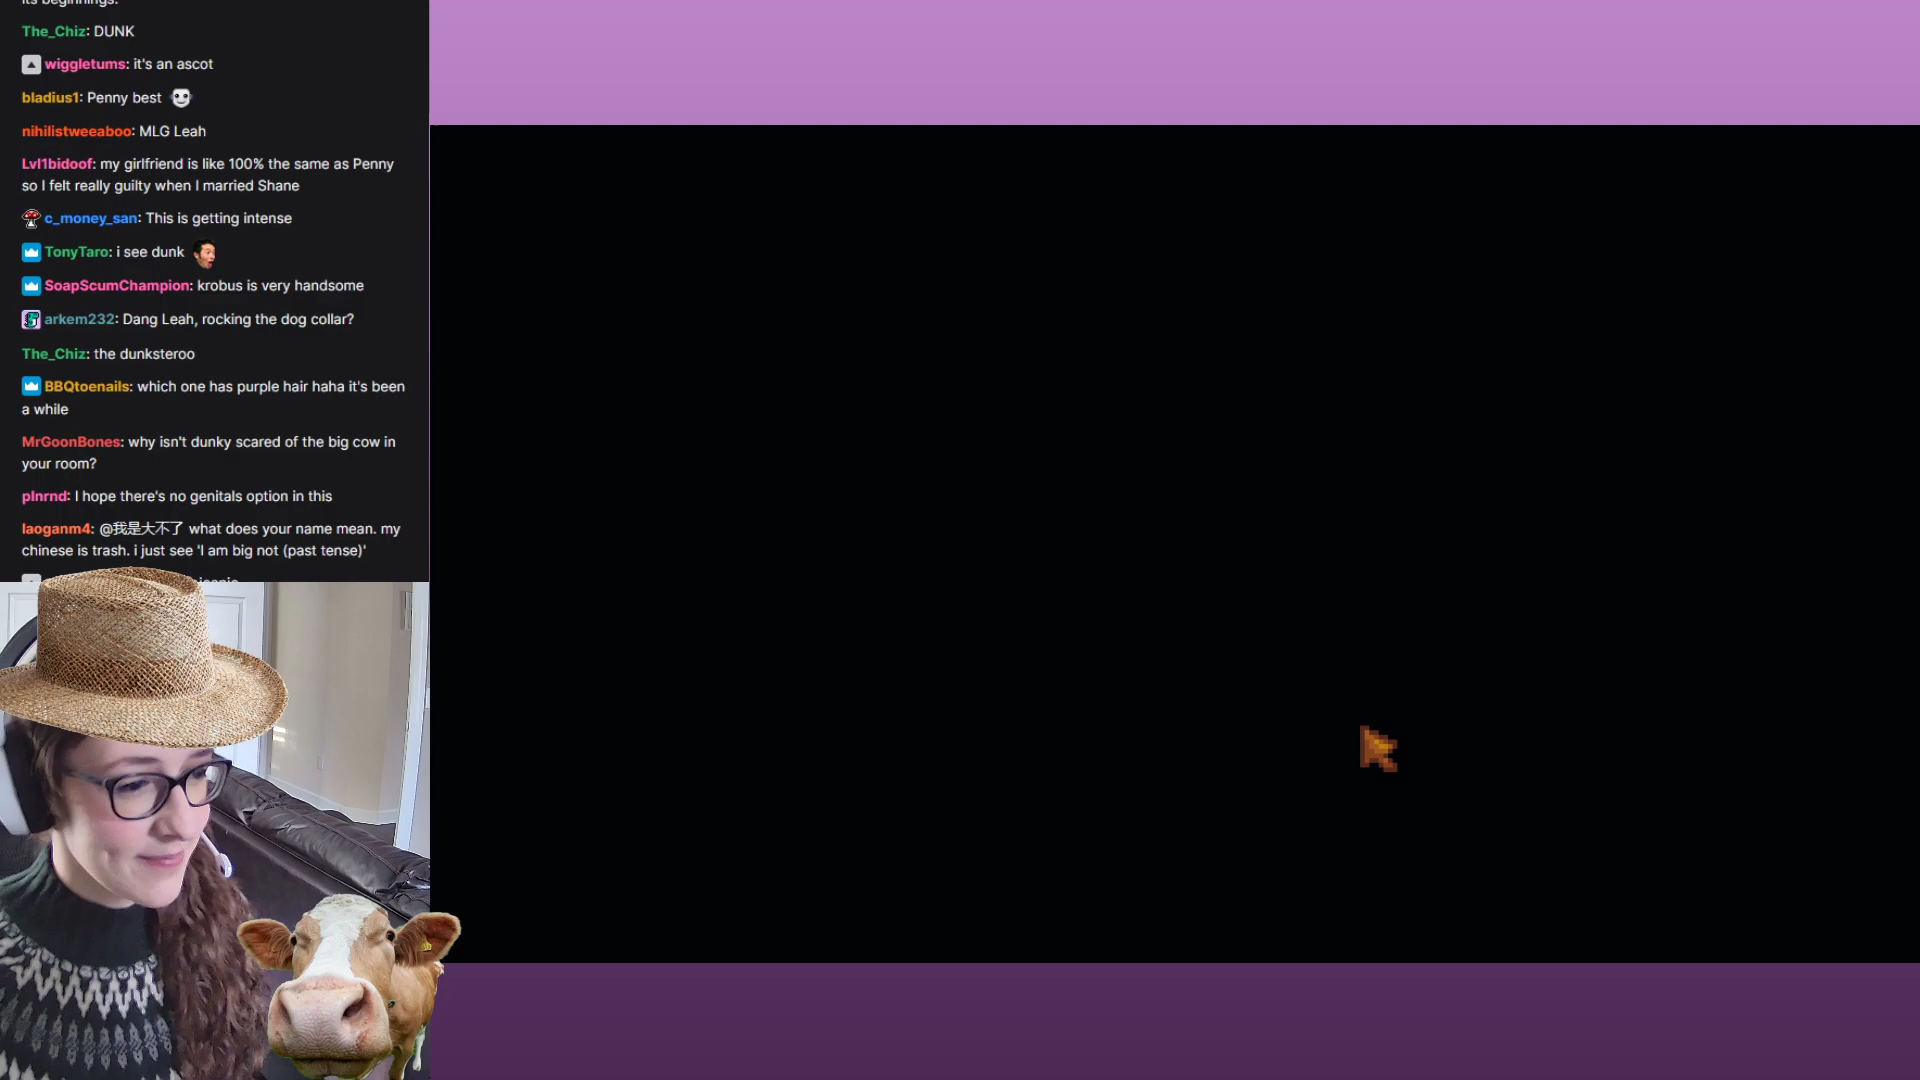 its beginnings.
The_Chiz: DUNK
wiggletums: it's an ascot
bladius1: Penny best
nihilistweeaboo: MLG Leah
Lvl1bidoof: my girlfriend is like 100% the same as Penny
so I felt really guilty when I married Shane
c_money_san: This is getting intense
TonyTaro: i see dunk
SoapScumChampion: krobus is very handsome
arkem232: Dang Leah, rocking the dog collar?
The_Chiz: the dunksteroo
BBQtoenails: which one has purple hair haha it's been
a while
MrGoonBones: why isn't dunky scared of the big cow in
your room?
plnrnd: I hope there's no genitals option in this
laoganm4: @我是大不了 what does your name mean. my
chinese is trash. i just see 'I am big not (past tense)'